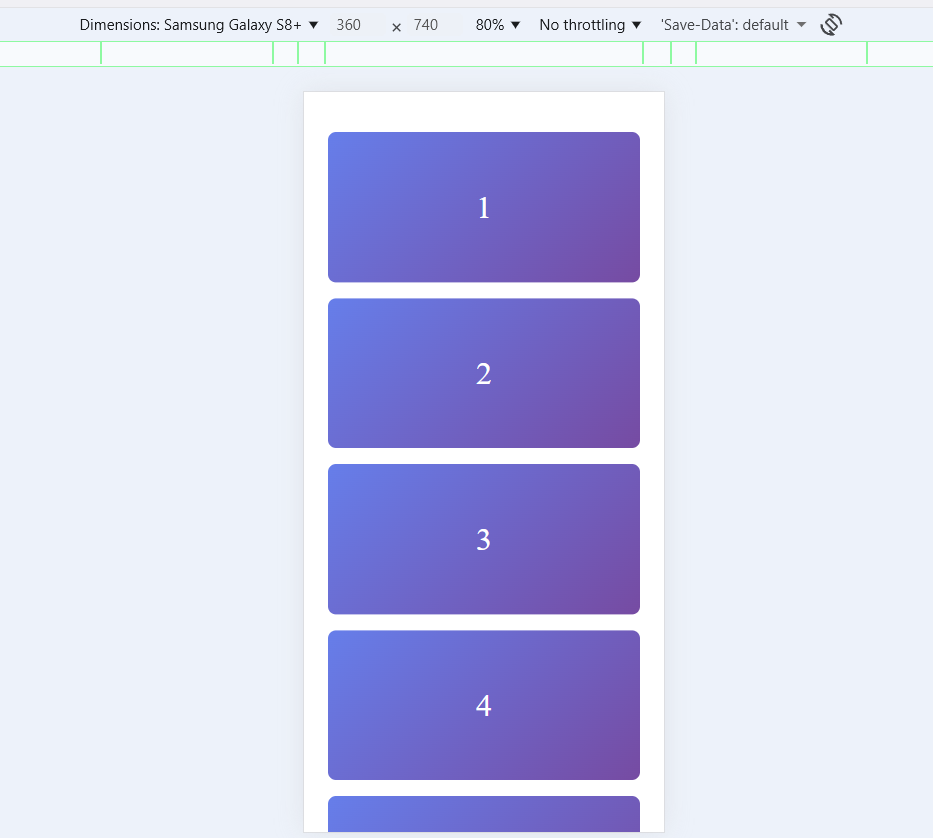 Dimensions: Samsung Galaxy S8+ 360 × 740 80% No throttling 'Save-Data': default
1
2
3
4